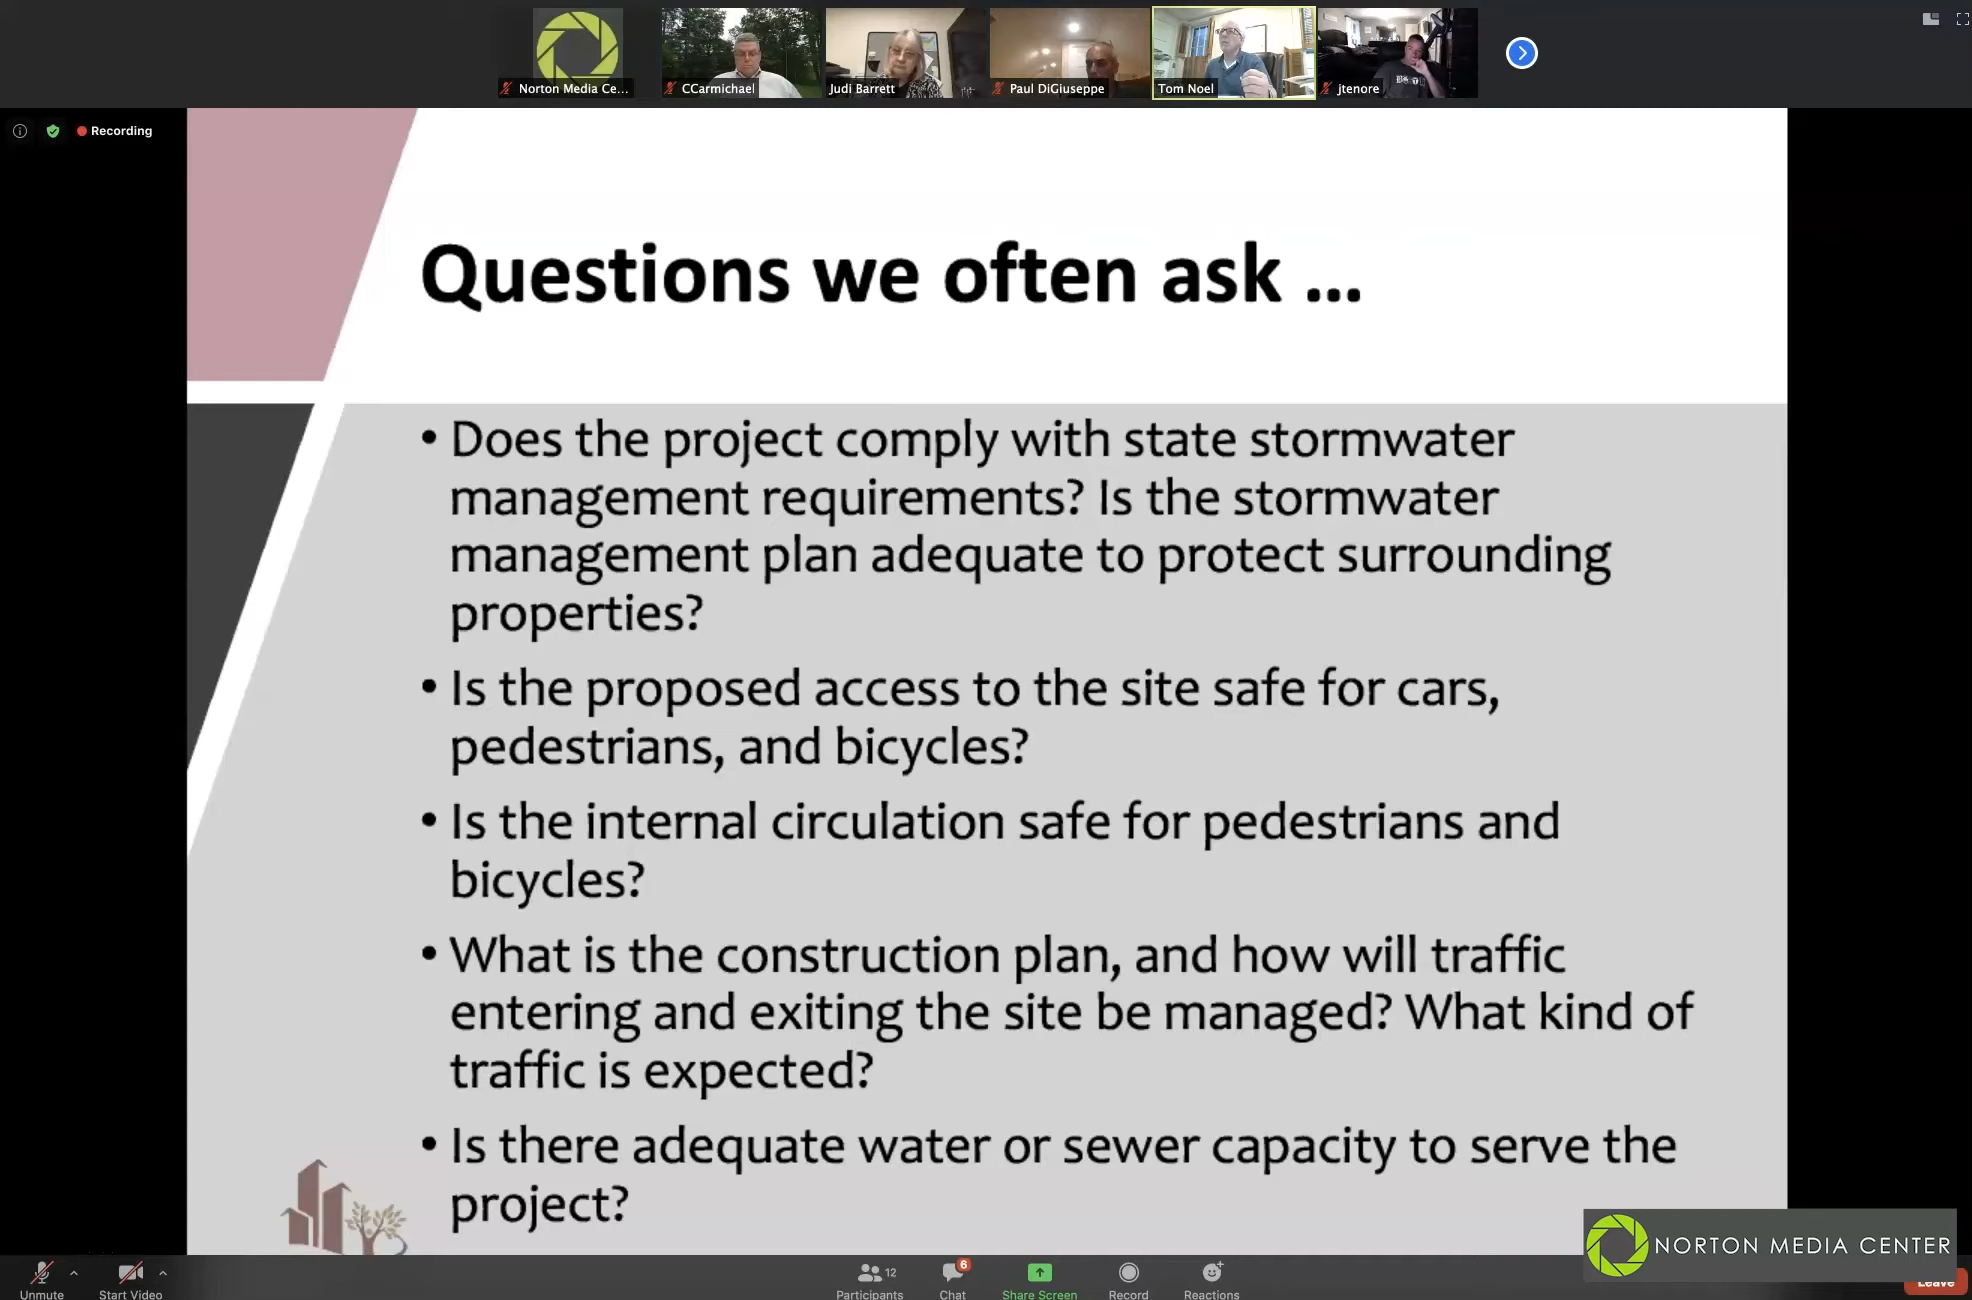 Norton Media Ce...
CCarmichael
Judi Barrett
Paul DiGiuseppe
Tom Noel
jtenore
Recording
Questions we often ask ...
• Does the project comply with state stormwater
management requirements? Is the stormwater
management plan adequate to protect surrounding
properties?
• Is the proposed access to the site safe for cars,
pedestrians, and bicycles?
• Is the internal circulation safe for pedestrians and
bicycles?
• What is the construction plan, and how will traffic
entering and exiting the site be managed? What kind of
traffic is expected?
• Is there adequate water or sewer capacity to serve the
project?
NORTON MEDIA CENTER
Unmute
Start Video
12
Participants
6
Chat
Share Screen
Record
Reactions
Leave